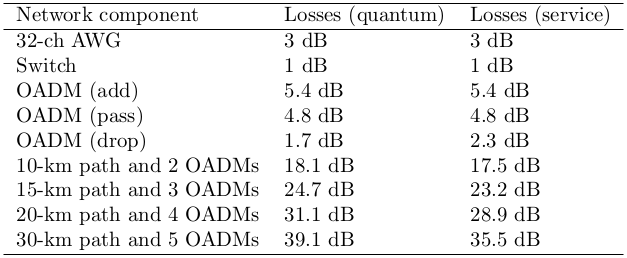 Network component Losses (quantum) Losses (service)
32-ch AWG 3 dB 3 dB
Switch 1 dB 1 dB
OADM (add) 5.4 dB 5.4 dB
OADM (pass) 4.8 dB 4.8 dB
OADM (drop) 1.7 dB 2.3 dB
10-km path and 2 OADMs 18.1 dB 17.5 dB
15-km path and 3 OADMs 24.7 dB 23.2 dB
20-km path and 4 OADMs 31.1 dB 28.9 dB
30-km path and 5 OADMs 39.1 dB 35.5 dB